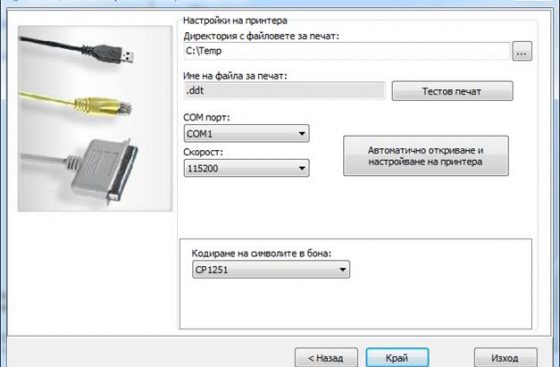 Настройки на принтера
Директория с файловете за печат:
C:\Temp
...
Име на файла за печат:
.ddt
Тестов печат
COM порт:
COM1
Скорост:
115200
Автоматично откриване и
настройване на принтера
Кодиране на символите в бона:
CP1251
< Назад
Край
Изход